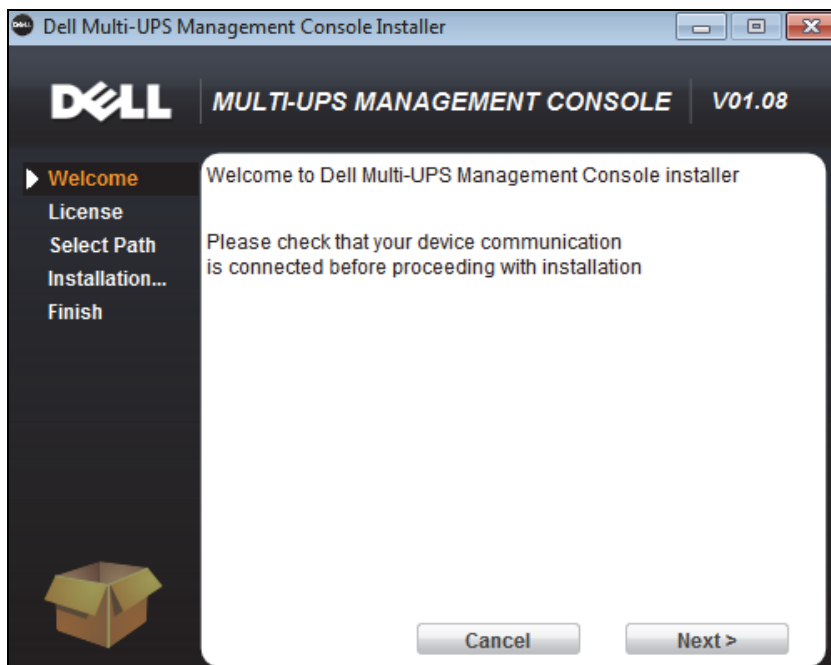 Dell Multi-UPS Management Console Installer
DELL MULTI-UPS MANAGEMENT CONSOLE V01.08
Welcome
License
Select Path
Installation...
Finish
Welcome to Dell Multi-UPS Management Console installer
Please check that your device communication
is connected before proceeding with installation
Cancel Next >